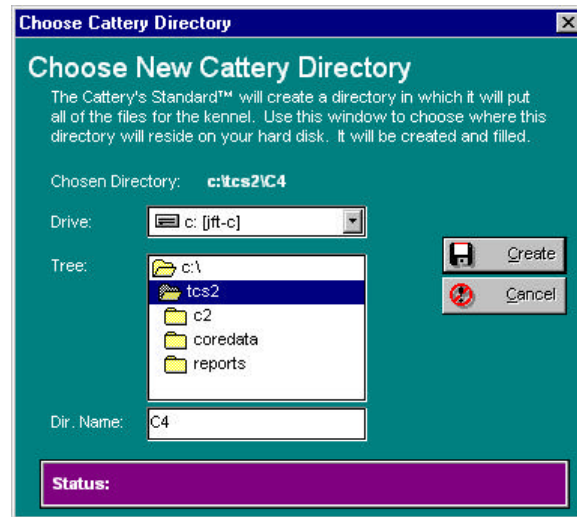 Choose Cattery Directory
Choose New Cattery Directory
The Cattery's Standard™ will create a directory in which it will put
all of the files for the kennel. Use this window to choose where this
directory will reside on your hard disk. It will be created and filled.
Chosen Directory: c:\tcs2\C4
Drive: c: [jft-c]
Tree: c:\
tcs2
c2
coredata
reports
Create
Cancel
Dir. Name: C4
Status: